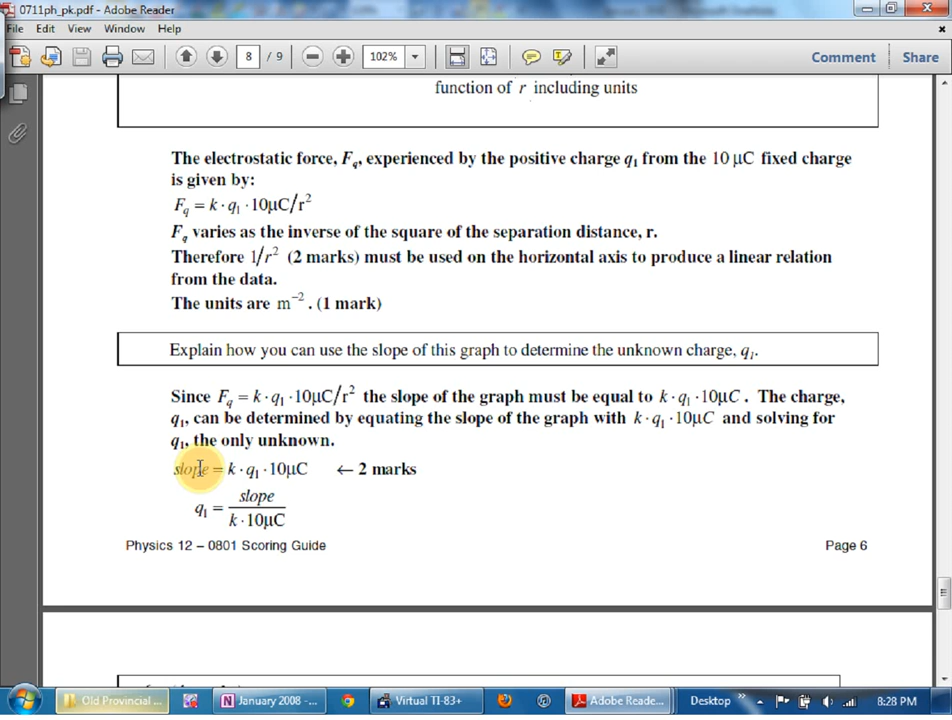 0711ph_pk.pdf - Adobe Reader
File Edit View Window Help
8 / 9 102% Comment Share
function of r including units
The electrostatic force, Fq, experienced by the positive charge q1 from the 10 μC fixed charge
is given by:
Fq = k · q1 · 10μC/r²
Fq varies as the inverse of the square of the separation distance, r.
Therefore 1/r² (2 marks) must be used on the horizontal axis to produce a linear relation
from the data.
The units are m⁻². (1 mark)
Explain how you can use the slope of this graph to determine the unknown charge, q1.
Since Fq = k · q1 · 10μC/r² the slope of the graph must be equal to k · q1 · 10μC. The charge,
q1, can be determined by equating the slope of the graph with k · q1 · 10μC and solving for
q1, the only unknown.
slope = k · q1 · 10μC ← 2 marks
q1 = slope
k · 10μC
Physics 12 – 0801 Scoring Guide Page 6
Old Provincial ... January 2008 - ... Virtual TI-83+ Adobe Reade... Desktop » 8:28 PM